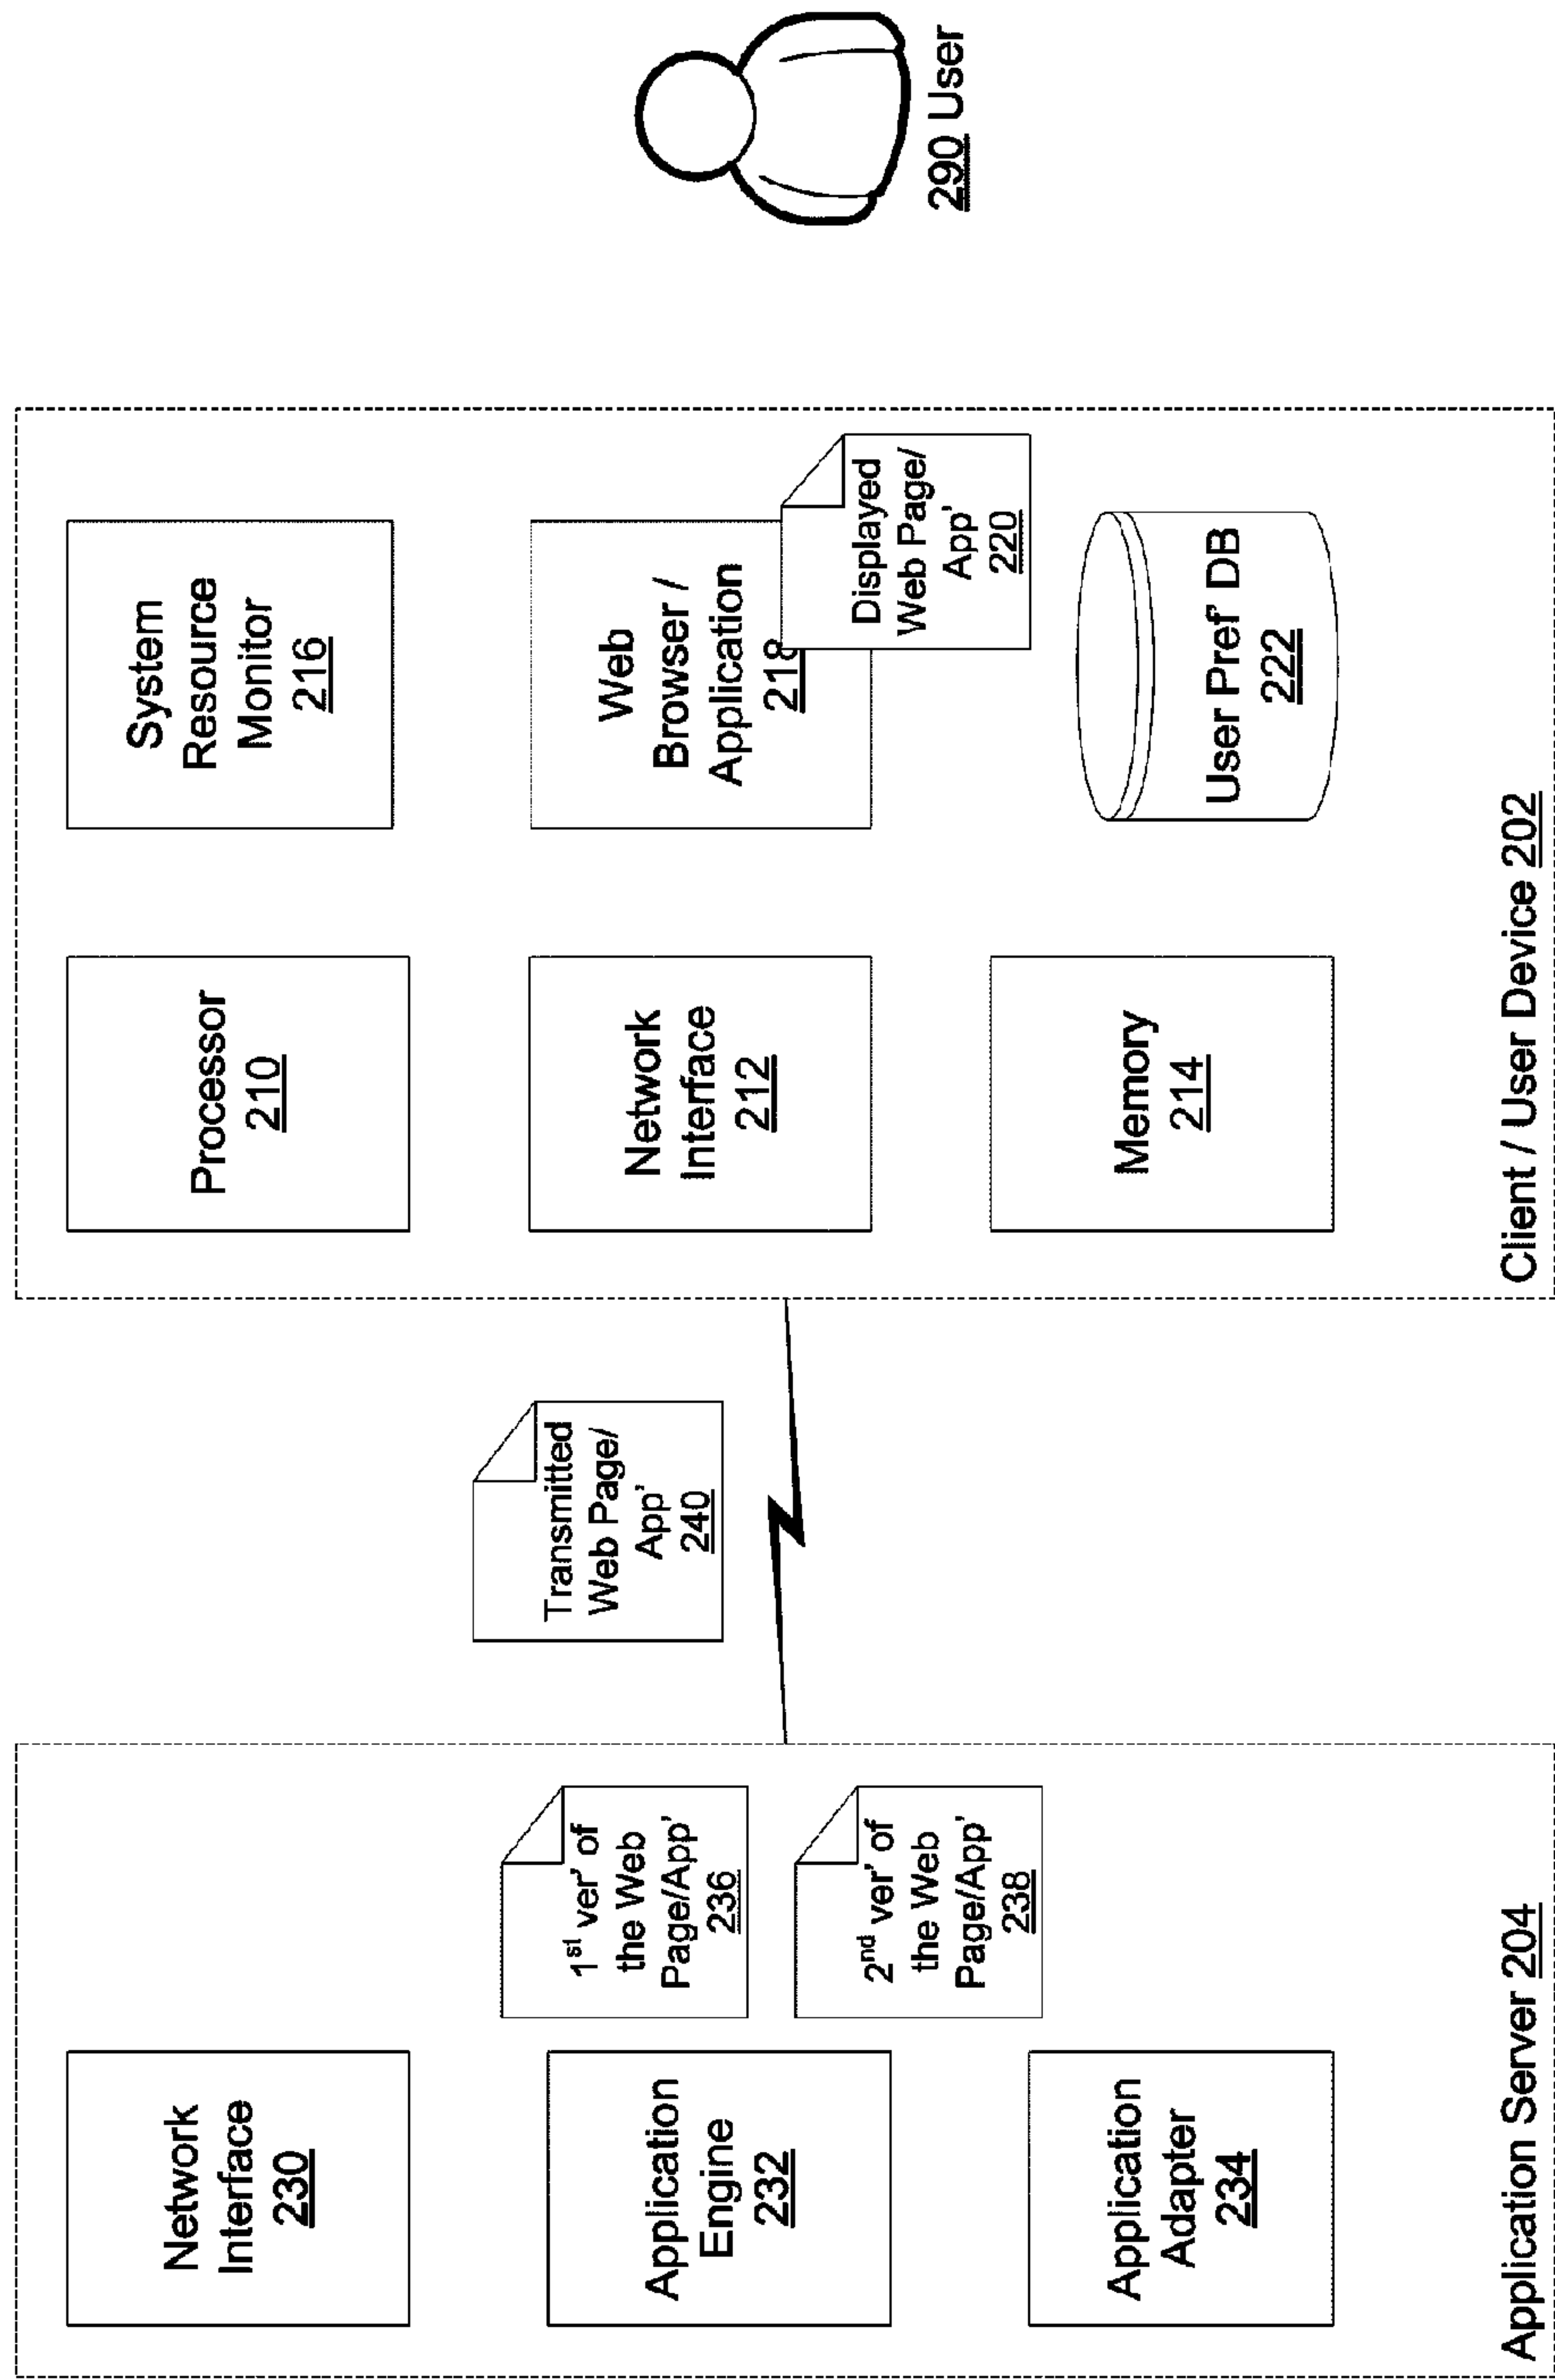 Network
Interface
230
Application
Engine
232
Application
Adapter
234
1st ver' of
the Web
Page/App'
236
2nd ver' of
the Web
Page/App'
238
Application Server 204
Transmitted
Web Page/
App'
240
Processor
210
Network
Interface
212
Memory
214
System
Resource
Monitor
216
Web
Browser /
Application
218
Displayed
Web Page/
App'
220
User Pref' DB
222
Client / User Device 202
290 User